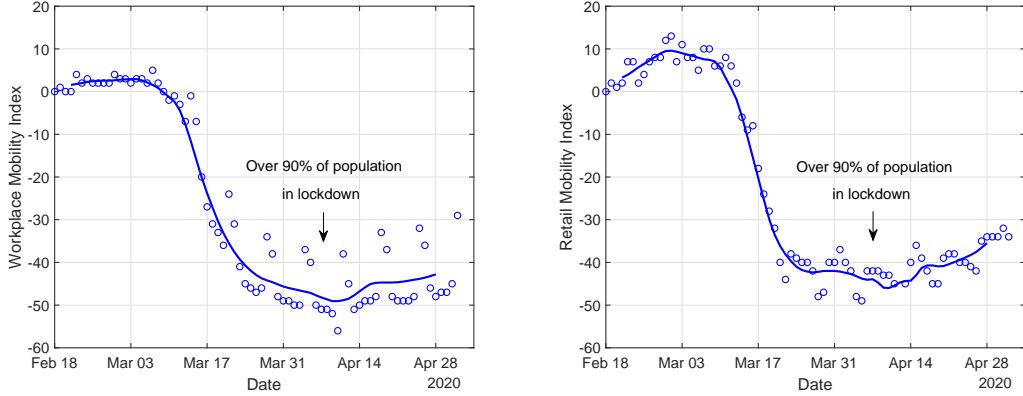 20
10
0
-10
-20
-30
-40
-50
-60
Workplace Mobility Index
Over 90% of population
in lockdown
Feb 18 Mar 03 Mar 17 Mar 31 Apr 14 Apr 28
Date 2020
20
10
0
-10
-20
-30
-40
-50
-60
Retail Mobility Index
Over 90% of population
in lockdown
Feb 18 Mar 03 Mar 17 Mar 31 Apr 14 Apr 28
Date 2020